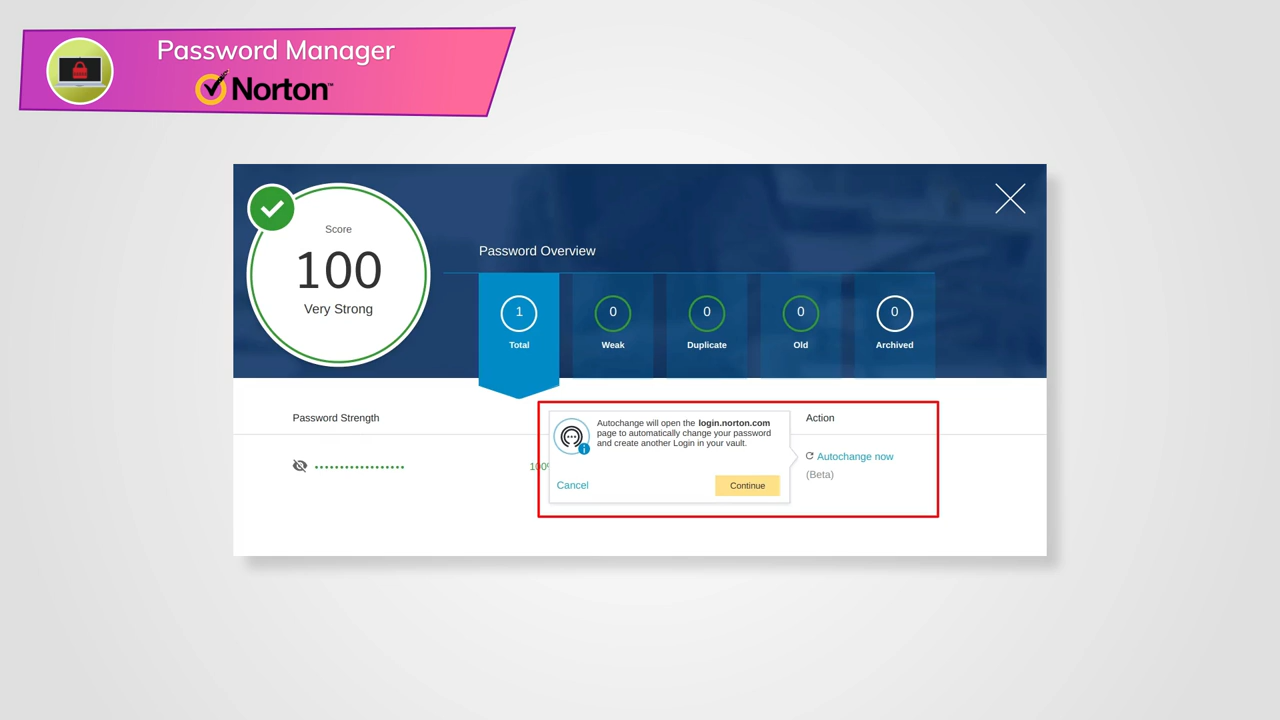 Password Manager
Norton™
Score
100
Very Strong
Password Overview
1
0
0
0
0
Total
Weak
Duplicate
Old
Archived
Password Strength
Action
Autochange will open the login.norton.com
page to automatically change your password
and create another Login in your vault.
Autochange now
100%
(Beta)
Cancel
Continue